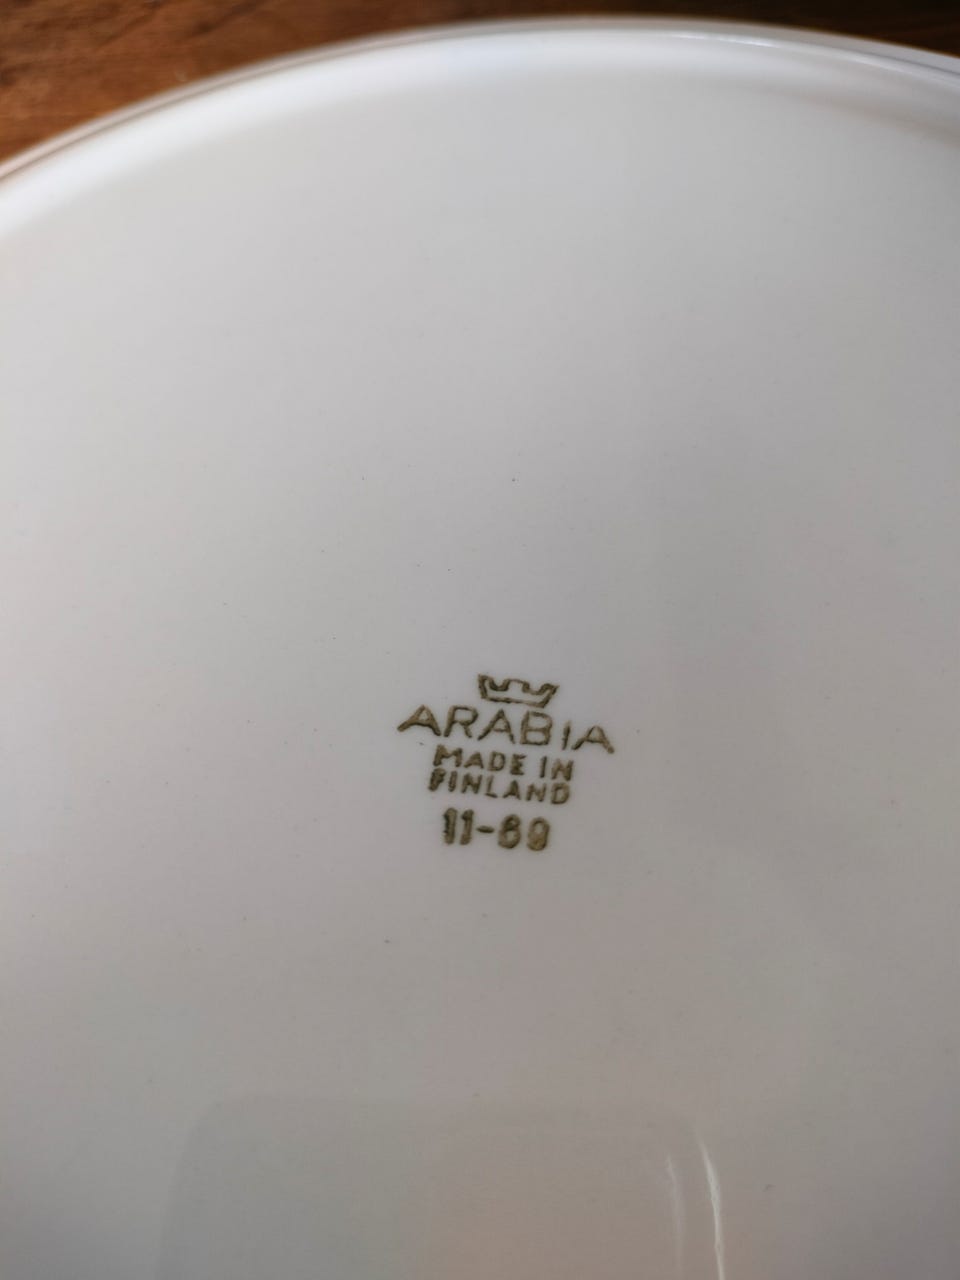 ARABIA
MADE IN
FINLAND
11-69